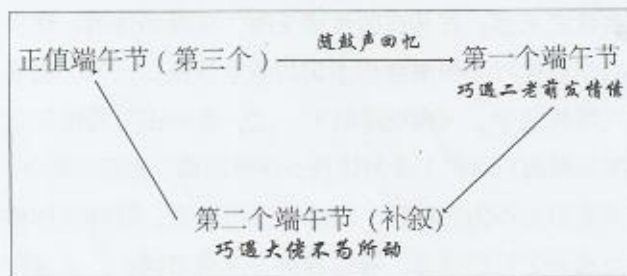 正值端午节（第三个）
随鼓声回忆
第一个端午节
巧遇二老萌发情愫
第二个端午节（补叙）
巧遇大佬不为所动